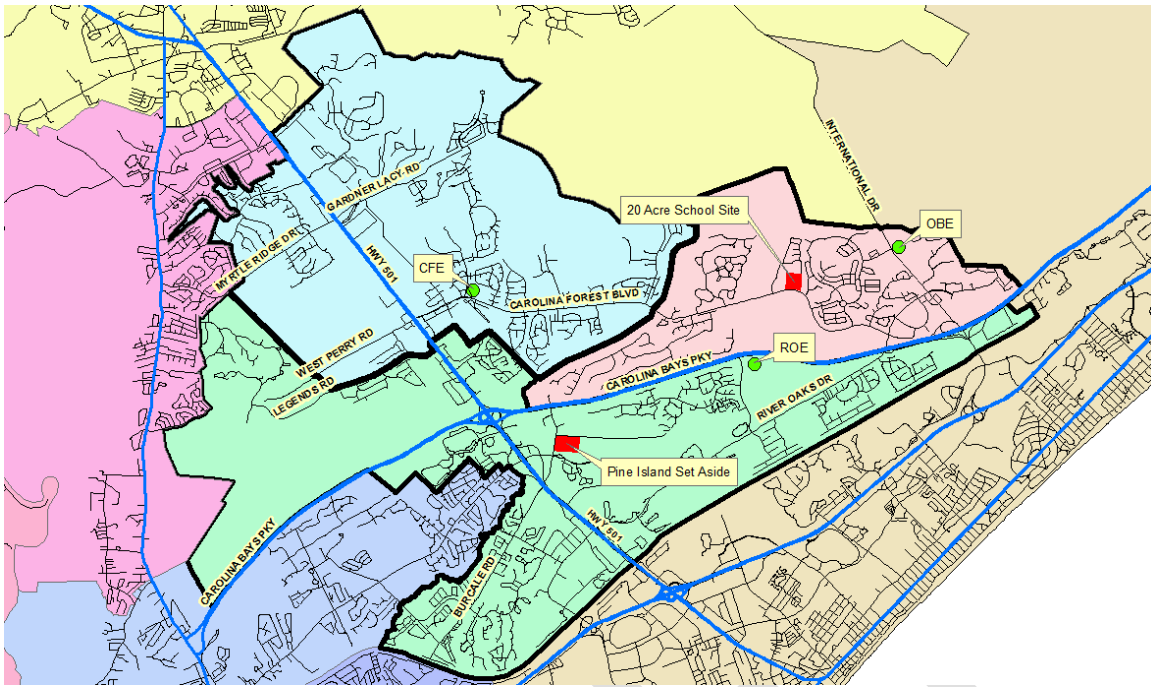 INTERNATIONAL DR
GARDNER LACY RD
20 Acre School Site
OBE
MYRTLE RIDGE DR
HWY 501
CFE
CAROLINA FOREST BLVD
WEST PERRY RD
ROE
CAROLINA BAYS PKY
LEGENDS RD
RIVER OAKS DR
Pine Island Set Aside
HWY 501
CAROLINA BAYS PKY
BURCALE RD